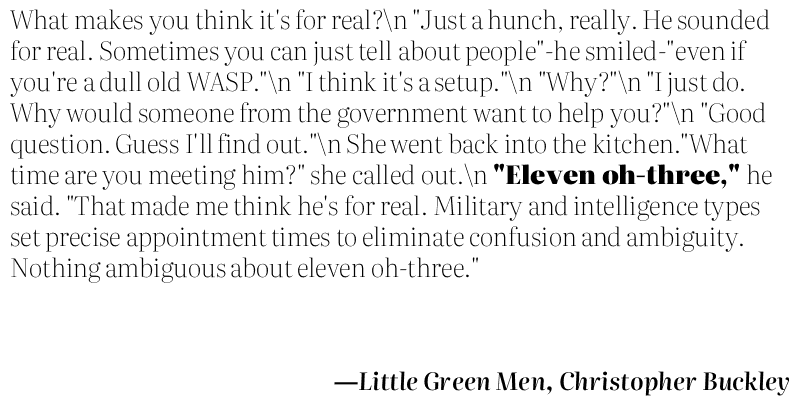 What makes you think it's for real?\n "Just a hunch, really. He sounded
for real. Sometimes you can just tell about people"-he smiled-"even if
you're a dull old WASP."\n "I think it's a setup."\n "Why?"\n "I just do.
Why would someone from the government want to help you?"\n "Good
question. Guess I'll find out."\n She went back into the kitchen."What
time are you meeting him?" she called out.\n "Eleven oh-three," he
said. "That made me think he's for real. Military and intelligence types
set precise appointment times to eliminate confusion and ambiguity.
Nothing ambiguous about eleven oh-three."
—Little Green Men, Christopher Buckley